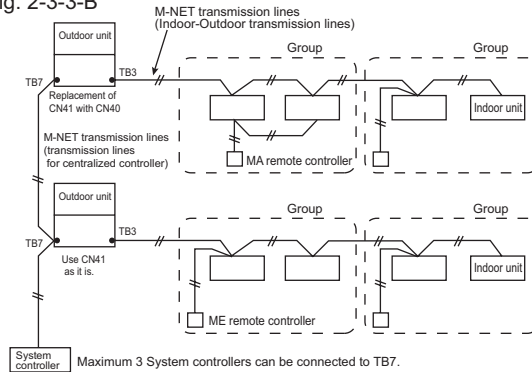 ig. 2-3-3-B
M-NET transmission lines
(Indoor-Outdoor transmission lines)
Outdoor unit
TB7
TB3
Replacement of
CN41 with CN40
Group
Group
Indoor unit
MA remote controller
M-NET transmission lines
(transmission lines
for centralized controller)
Outdoor unit
TB7
TB3
Use CN41
as it is.
Group
Group
Indoor unit
ME remote controller
System
controller
Maximum 3 System controllers can be connected to TB7.